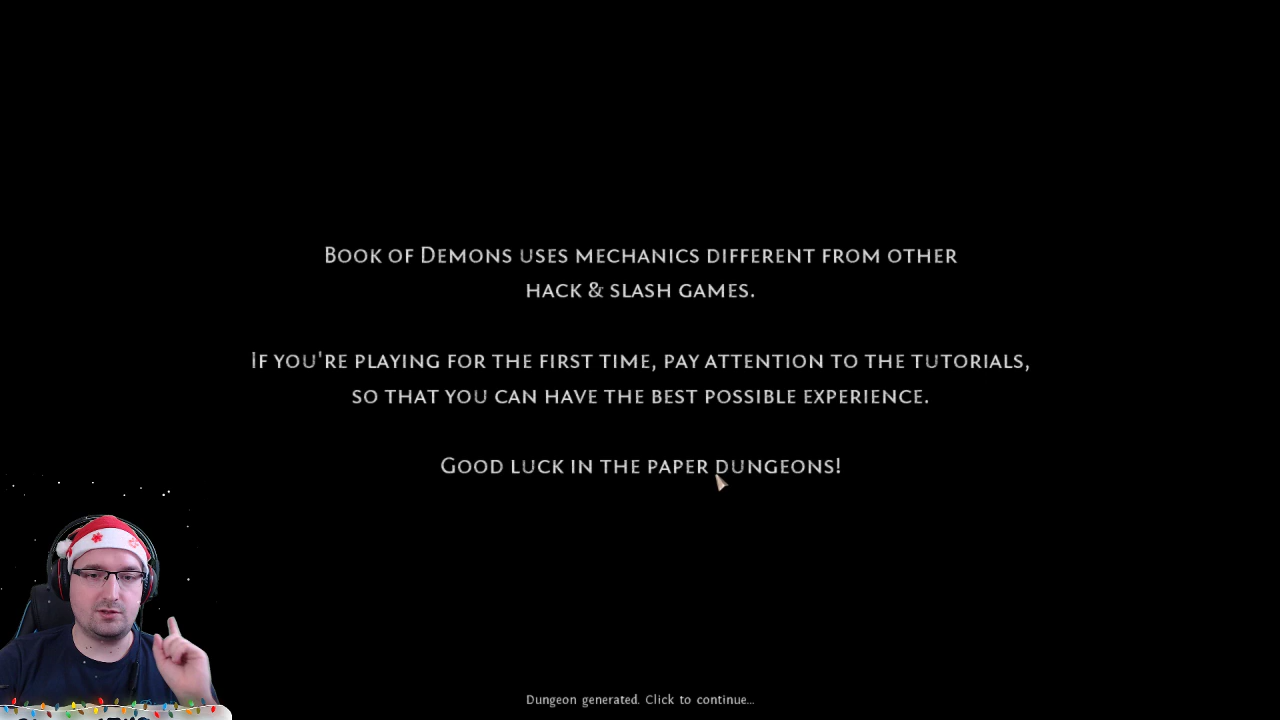 Book of Demons uses mechanics different from other
hack & slash games.
If you're playing for the first time, pay attention to the tutorials,
so that you can have the best possible experience.
Good luck in the paper dungeons!
Dungeon generated. Click to continue...